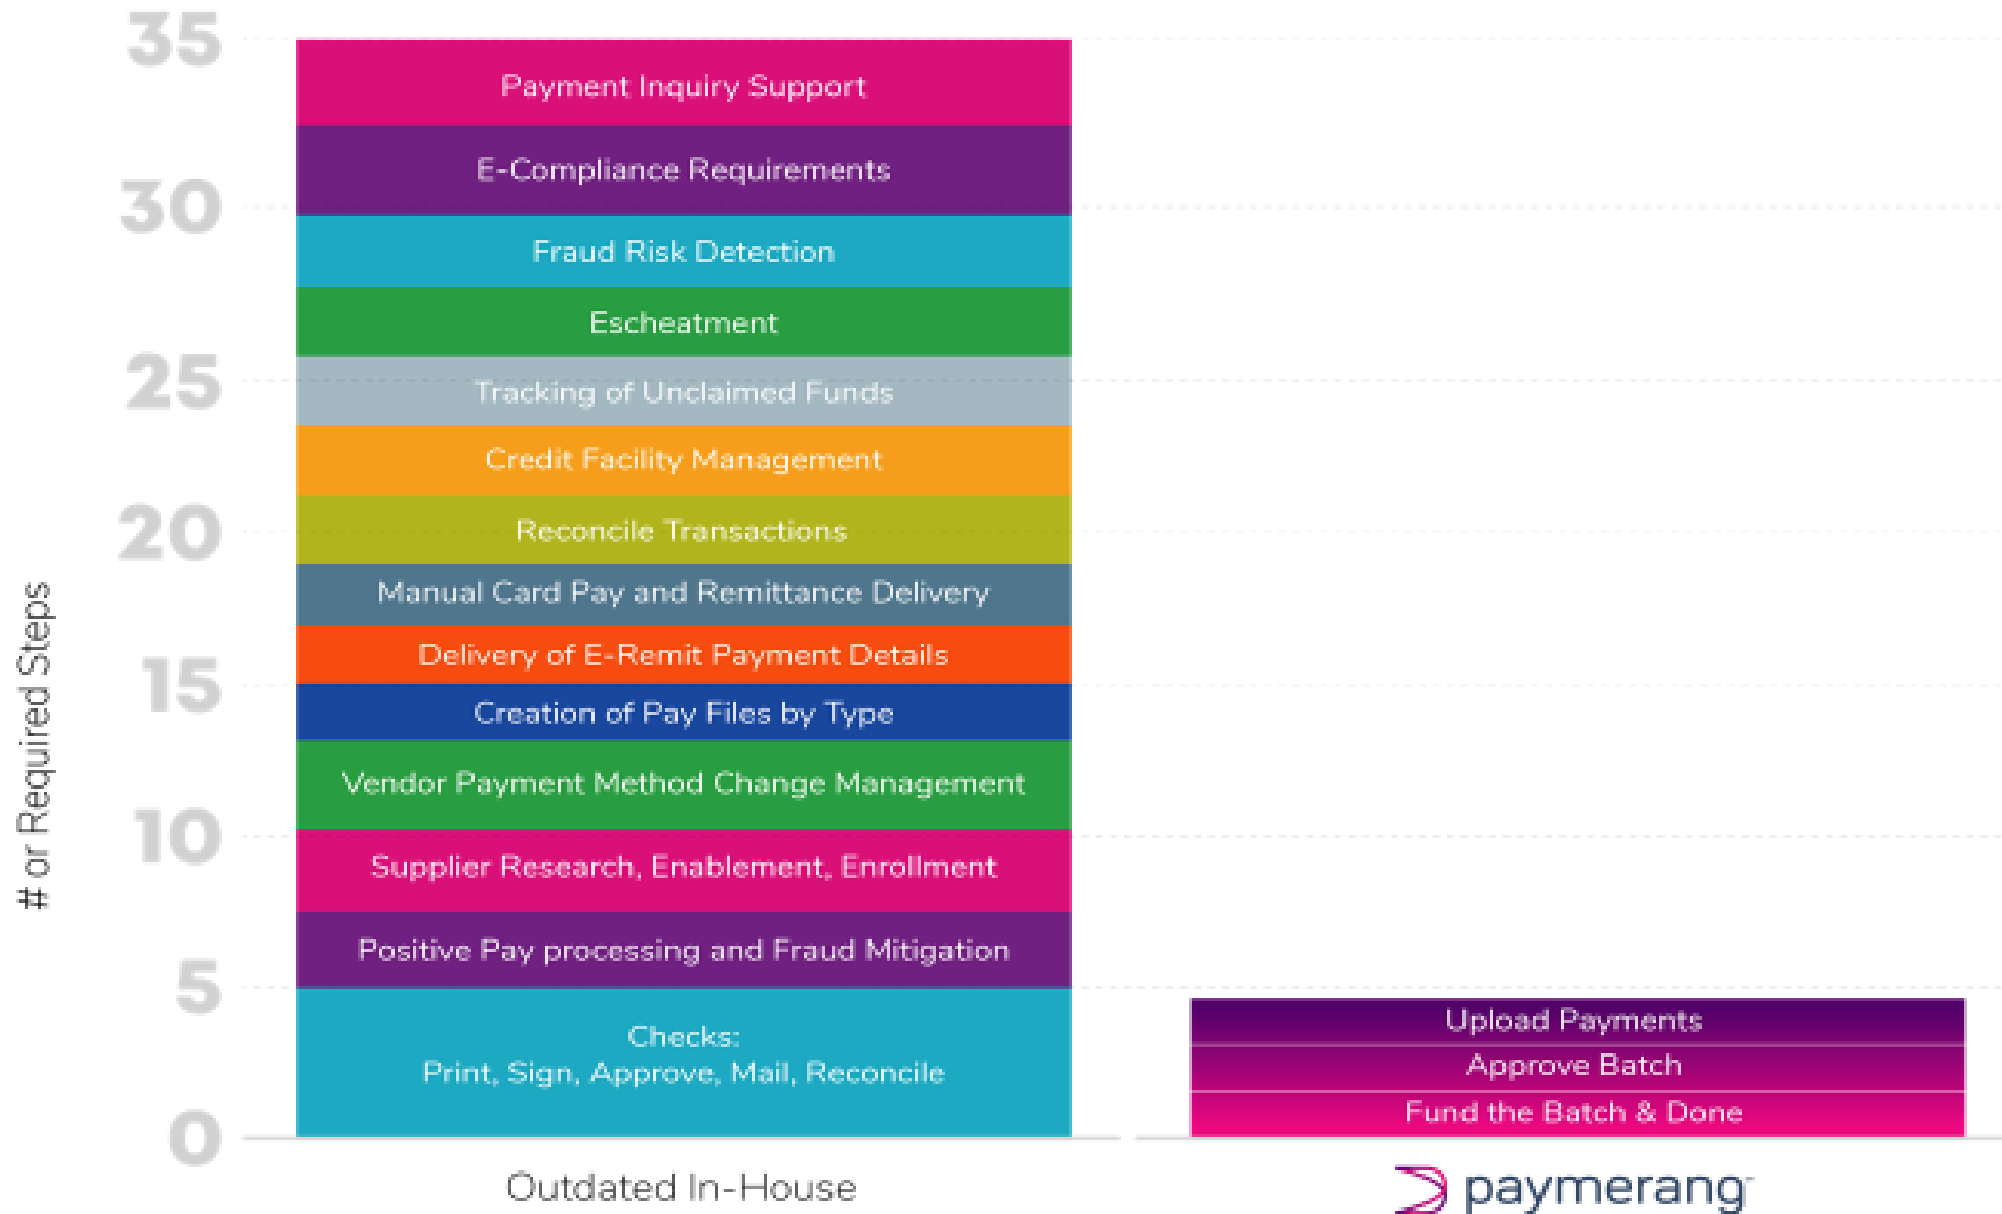 35
30
25
20
15
10
5
0
# or Required Steps
Payment Inquiry Support
E-Compliance Requirements
Fraud Risk Detection
Escheatment
Tracking of Unclaimed Funds
Credit Facility Management
Reconcile Transactions
Manual Card Pay and Remittance Delivery
Delivery of E-Remit Payment Details
Creation of Pay Files by Type
Vendor Payment Method Change Management
Supplier Research, Enablement, Enrollment
Positive Pay processing and Fraud Mitigation
Checks:
Print, Sign, Approve, Mail, Reconcile
Outdated In-House
Upload Payments
Approve Batch
Fund the Batch & Done
paymerang